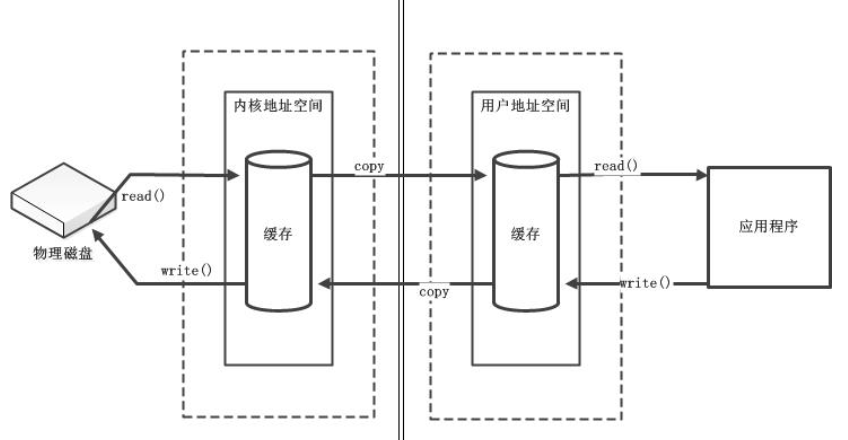 内核地址空间
用户地址空间
copy
read()
read()
缓存
缓存
应用程序
物理磁盘
write()
copy
write()